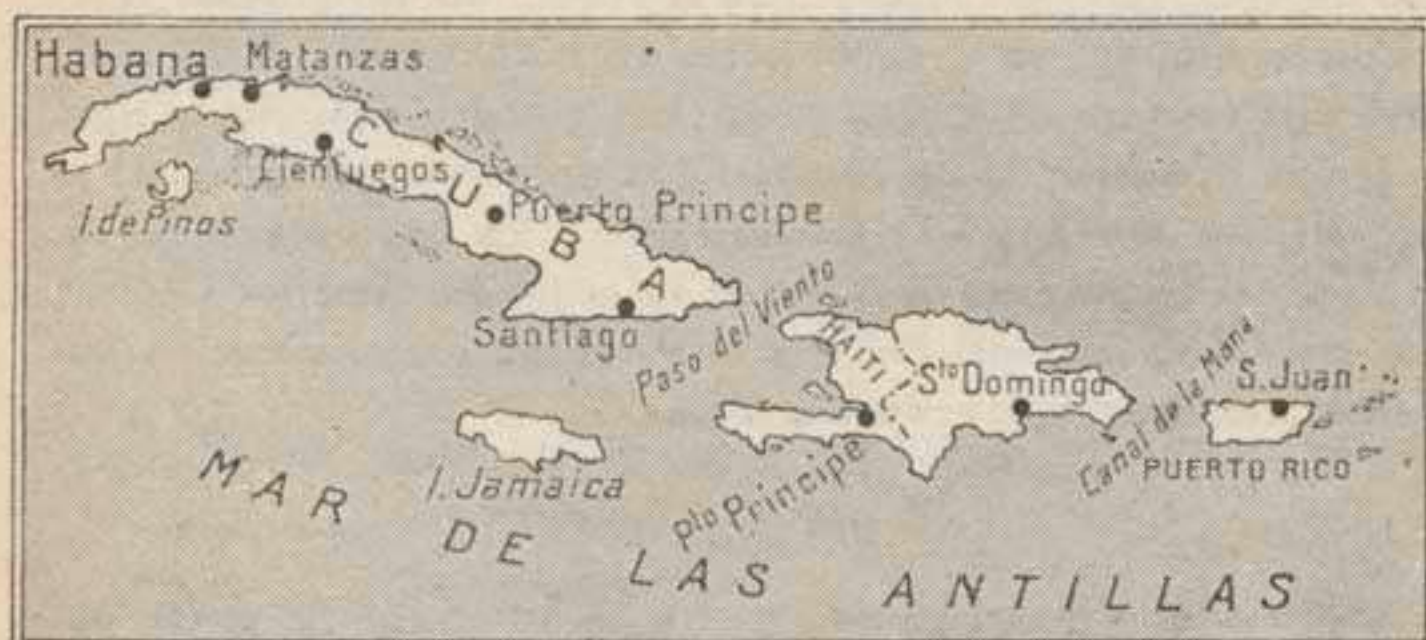 Habana
Matanzas
CUBA
Cienfuegos
I. de Pinos
Puerto Principe
Santiago
Paso del Viento
HAITI
Sto Domingo
Canal de la Mona
S. Juan
PUERTO RICO
I. Jamaica
Pto Principe
MAR DE LAS ANTILLAS